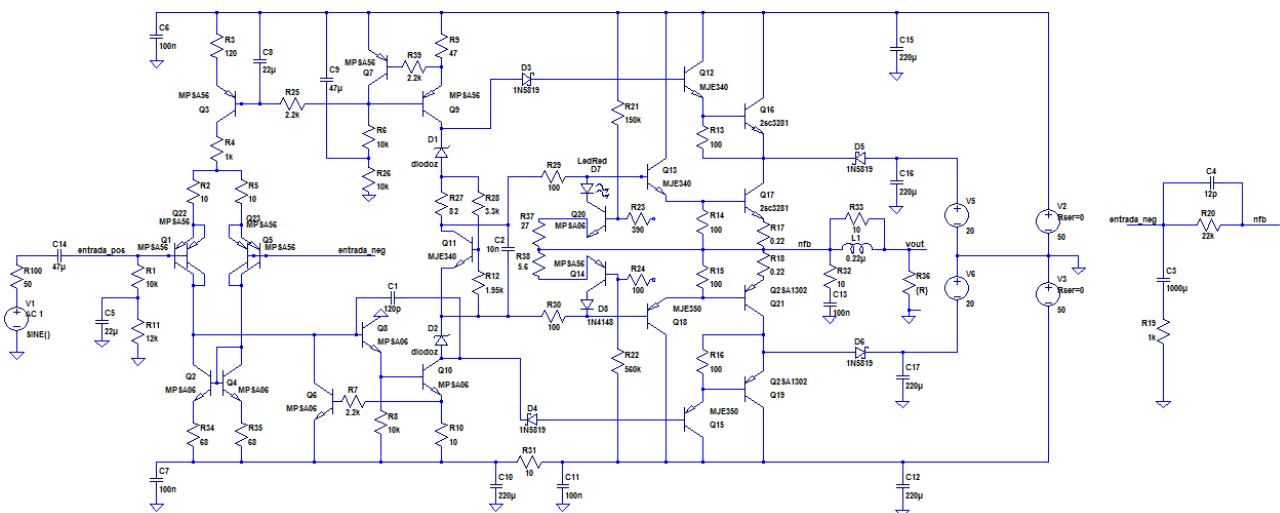 C6
100n
R3
120
C8
22µ
MPSA56
Q3
R25
2.2k
R4
1k
C9
47µ
MPSA56
Q7
R39
2.2k
R9
47
MPSA56
Q9
R6
10k
R26
10k
D1
diodoz
D3
1N5819
Q12
MJE340
R13
100
Q16
2sc3281
C15
220µ
R21
150k
LedRed
D7
R29
100
Q13
MJE340
Q17
2sc3281
D5
1N5819
C16
220µ
V5
20
V2
Rser=0
50
R2
10
R5
10
Q22
MPSA56
Q23
MPSA56
Q1
MPSA56
Q5
entrada_pos
entrada_neg
C14
47µ
R100
50
V1
AC 1
SINE()
R1
10k
C5
22µ
R11
12k
R27
82
R28
3.3k
Q11
MJE340
C2
10n
R12
1.95k
R37
27
R38
5.6
Q20
MPSA06
R23
390
MPSA56
Q14
R24
100
R14
100
R17
0.22
R15
100
R18
0.22
nfb
R33
10
L1
0.22µ
vout
R32
10
C13
100n
R36
{R}
V6
20
V3
Rser=0
50
C1
120p
Q8
MPSA06
D2
diodoz
R30
100
D8
1N4148
MJE350
Q18
Q2SA1302
Q21
Q2
MPSA06
Q4
MPSA06
Q6
MPSA06
R7
2.2k
R8
10k
Q10
MPSA06
R10
10
D4
1N5819
R22
560k
R16
100
MJE350
Q15
Q2SA1302
Q19
D6
1N5819
C17
220µ
R34
68
R35
68
C7
100n
C10
220µ
R31
10
C11
100n
C12
220µ
C4
12p
entrada_neg
R20
22k
nfb
C3
1000µ
R19
1k